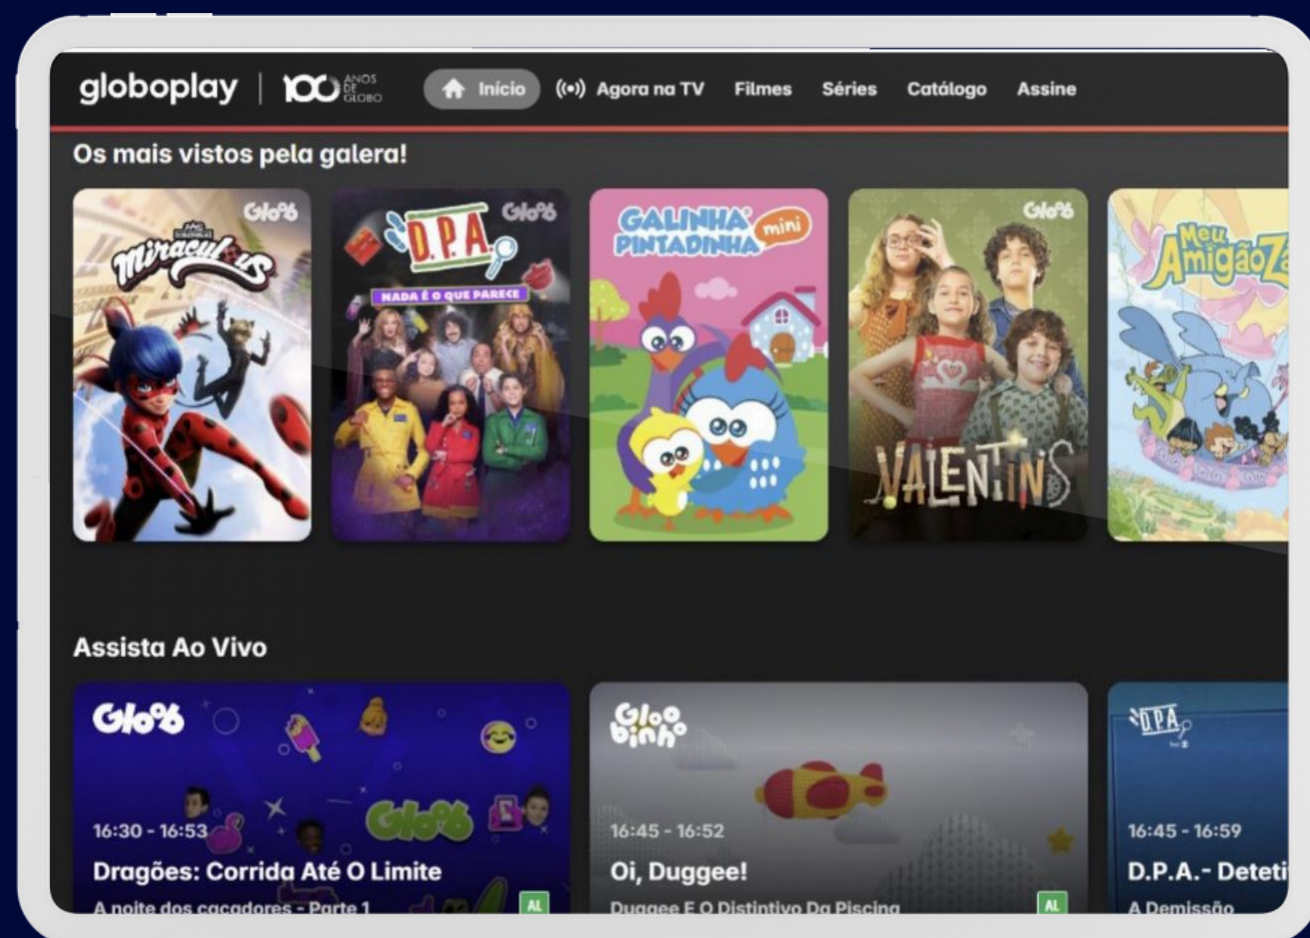 globoplay | 100 ANOS DE GLOBO Início Agora na TV Filmes Séries Catálogo Assine
Os mais vistos pela galera!
Gloob
Miraculous
Gloob
D.P.A.
NADA É O QUE PARECE
GALINHA PINTADINHA mini
Gloob
VALENTINS
Meu
AmigãoZ
Assista Ao Vivo
Gloob
Gloob
16:30 - 16:53
Dragões: Corrida Até O Limite
A noite dos caçadores - Parte 1
AL
Gloo
binho
16:45 - 16:52
Oi, Duggee!
Duggee E O Distintivo Da Piscina
AL
D.P.A.
16:45 - 16:59
D.P.A.- Deteti
A Demissão